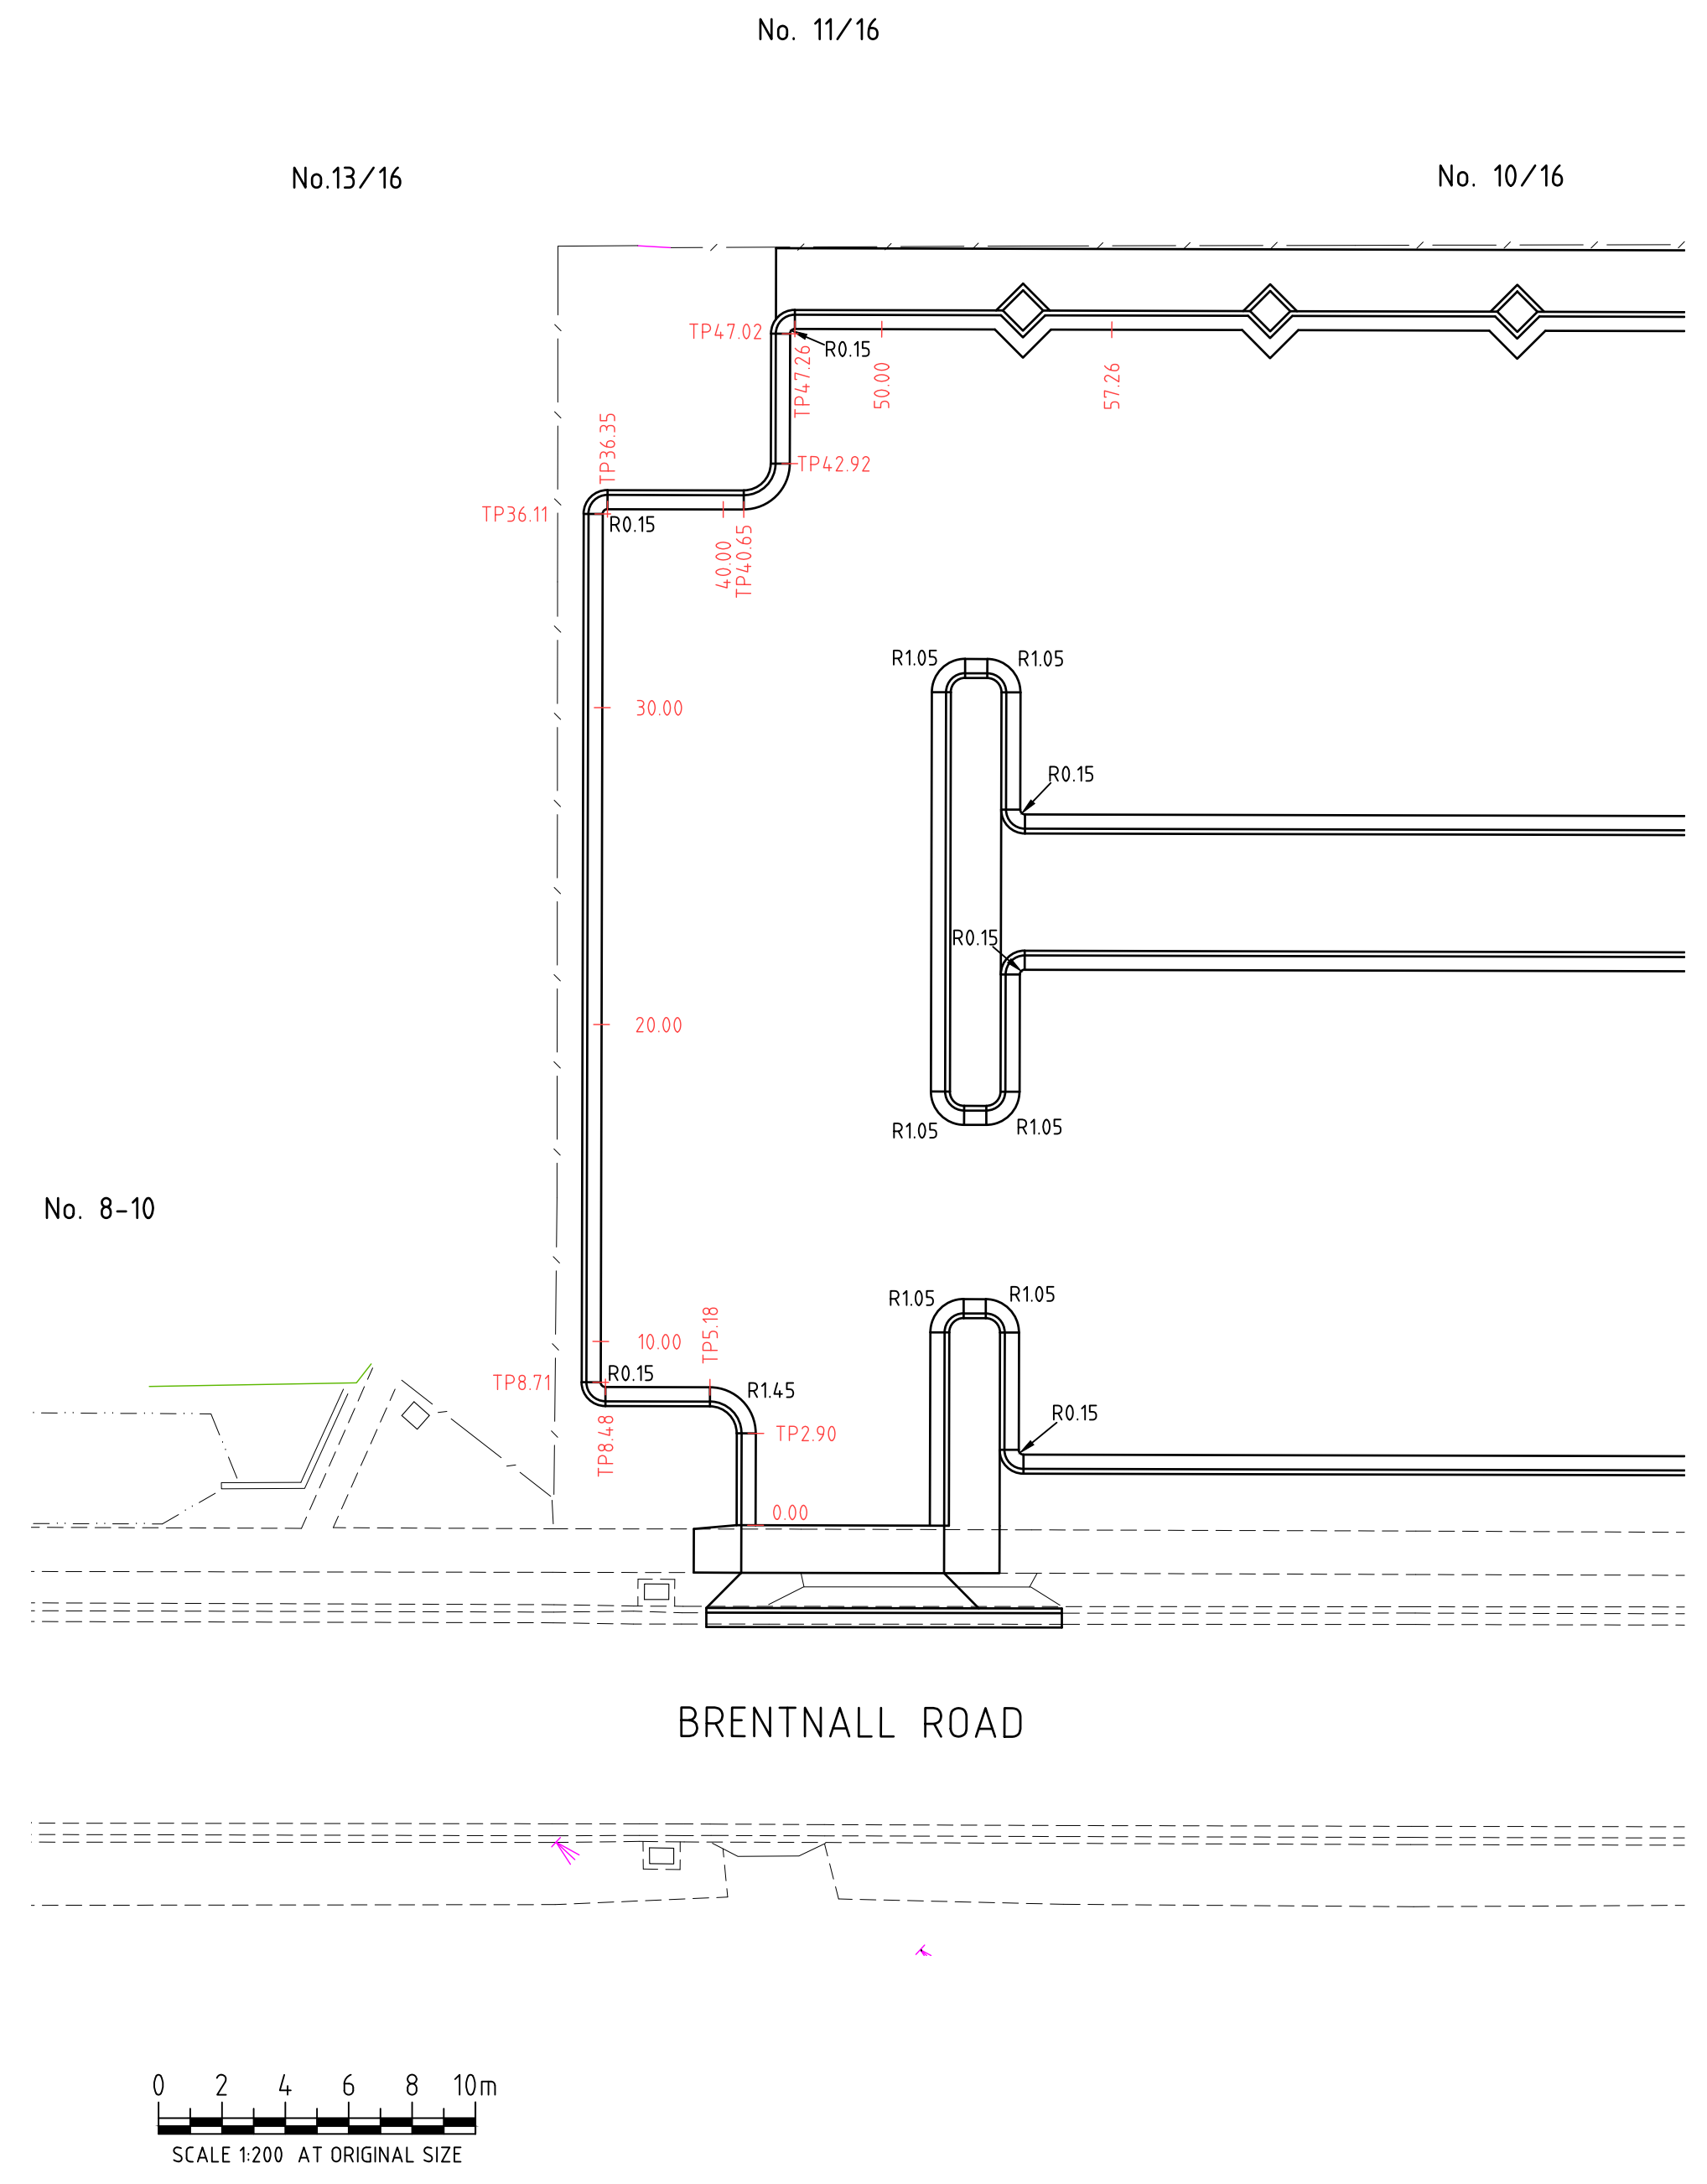 No. 11/16
No.13/16
No. 10/16
TP47.02
R0.15
TP47.26
50.00
57.26
TP36.35
TP42.92
TP36.11
R0.15
40.00
TP40.65
R1.05
R1.05
30.00
R0.15
R0.15
20.00
R1.05
R1.05
No. 8-10
R1.05
R1.05
TP5.18
10.00
TP8.71
R0.15
R1.45
R0.15
TP8.48
TP2.90
0.00
BRENTNALL ROAD
0 2 4 6 8 10m
SCALE 1:200 AT ORIGINAL SIZE